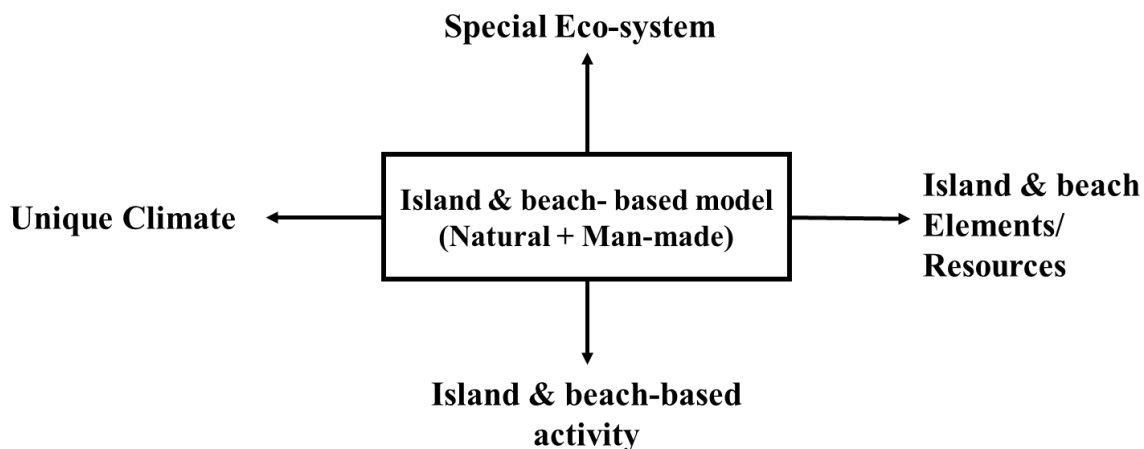 Special Eco-system
Unique Climate
Island & beach- based model
(Natural + Man-made)
Island & beach
Elements/
Resources
Island & beach-based
activity